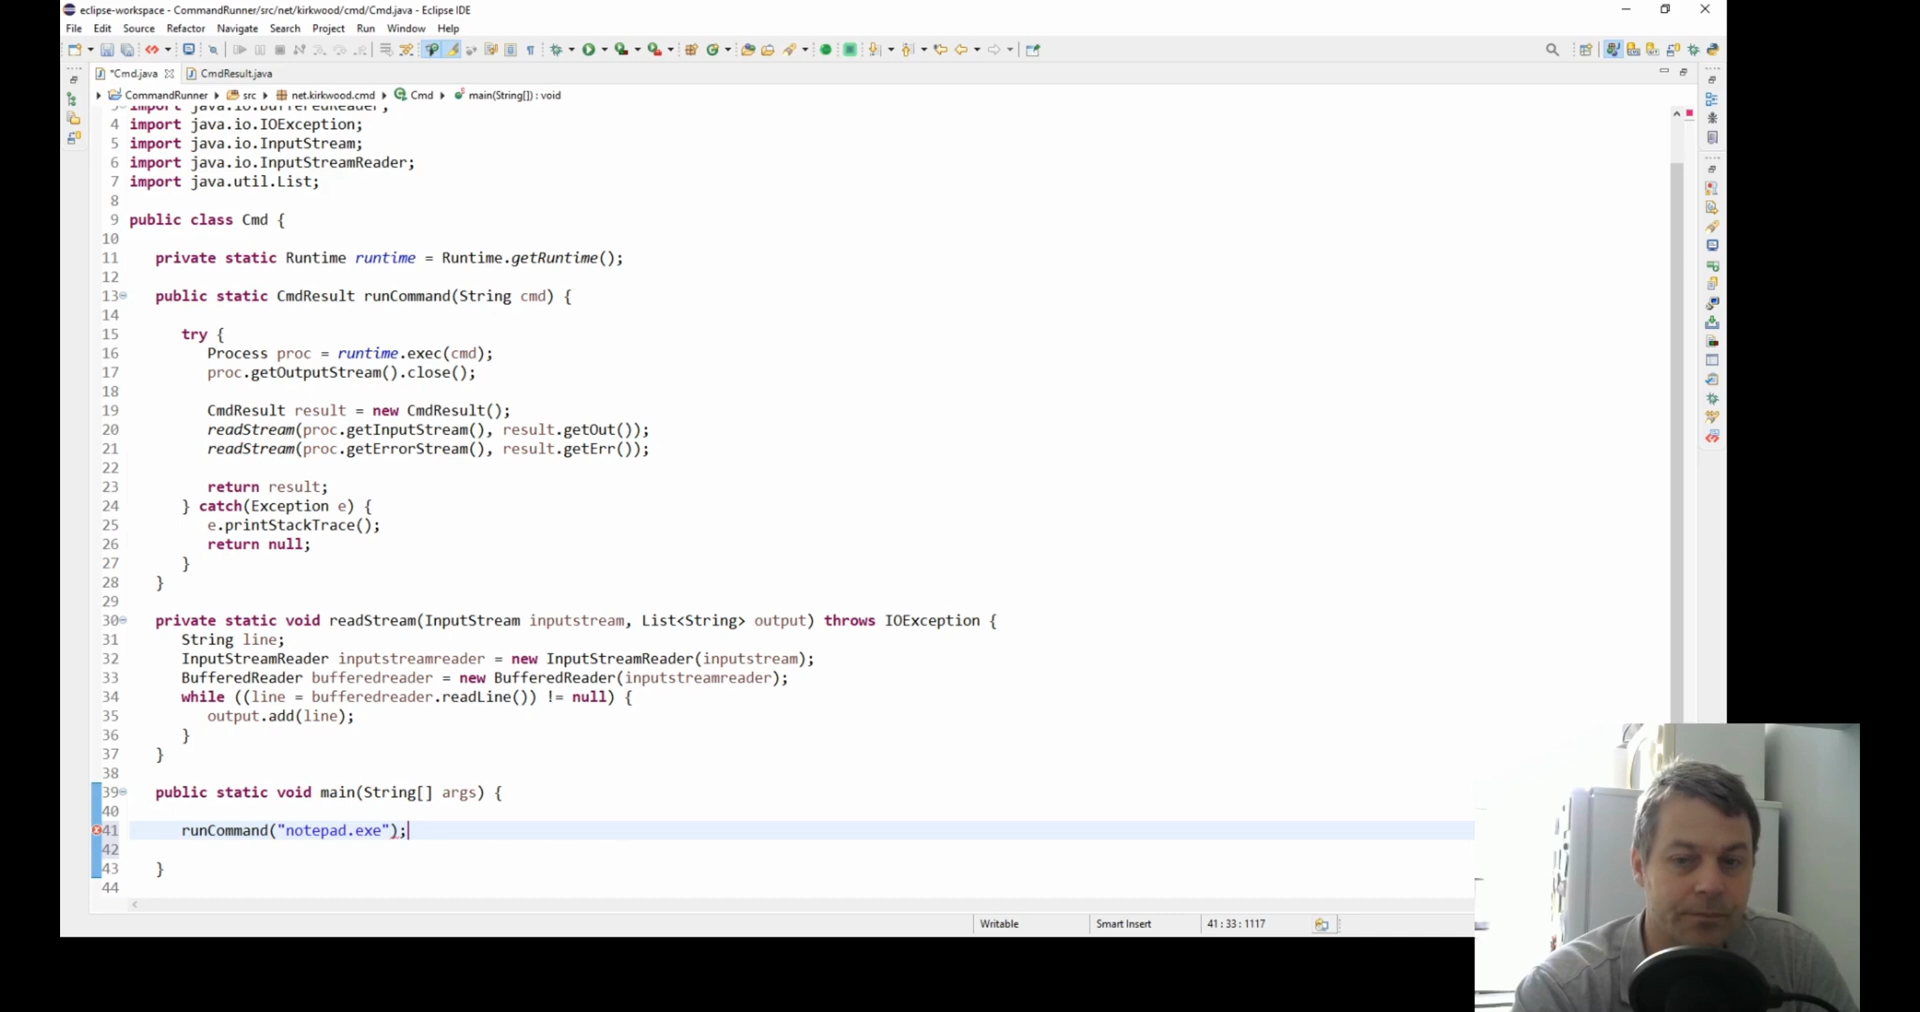 eclipse-workspace - CommandRunner/src/net/kirkwood/cmd/Cmd.java - Eclipse IDE
File Edit Source Refactor Navigate Search Project Run Window Help
*Cmd.java CmdResult.java
CommandRunner src net.kirkwood.cmd Cmd main(String[]) : void
3 import java.io.BufferedReader;
4 import java.io.IOException;
5 import java.io.InputStream;
6 import java.io.InputStreamReader;
7 import java.util.List;
8
9 public class Cmd {
10
11 private static Runtime runtime = Runtime.getRuntime();
12
13 public static CmdResult runCommand(String cmd) {
14
15 try {
16 Process proc = runtime.exec(cmd);
17 proc.getOutputStream().close();
18
19 CmdResult result = new CmdResult();
20 readStream(proc.getInputStream(), result.getOut());
21 readStream(proc.getErrorStream(), result.getErr());
22
23 return result;
24 } catch(Exception e) {
25 e.printStackTrace();
26 return null;
27 }
28 }
29
30 private static void readStream(InputStream inputstream, List<String> output) throws IOException {
31 String line;
32 InputStreamReader inputstreamreader = new InputStreamReader(inputstream);
33 BufferedReader bufferedreader = new BufferedReader(inputstreamreader);
34 while ((line = bufferedreader.readLine()) != null) {
35 output.add(line);
36 }
37 }
38
39 public static void main(String[] args) {
40
41 runCommand("notepad.exe");
42
43 }
44
Writable Smart Insert 41 : 33 : 1117